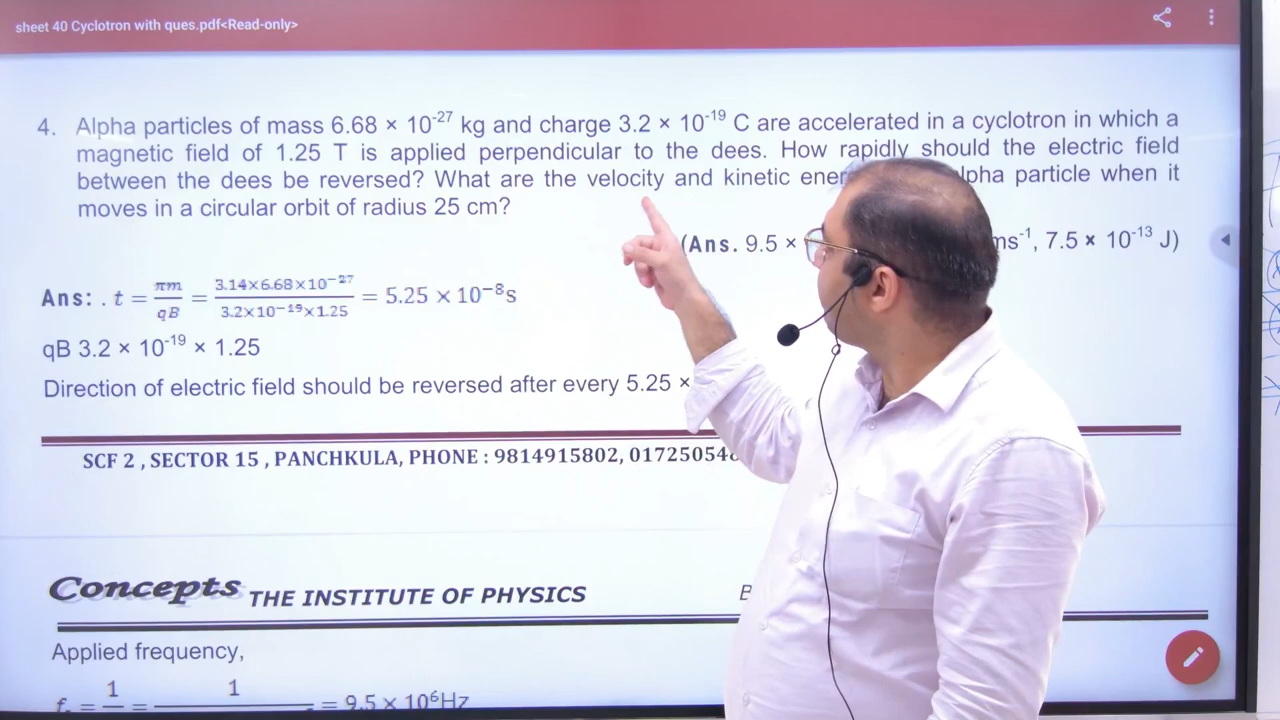 sheet 40 Cyclotron with ques.pdf<Read-only>
4. Alpha particles of mass 6.68 × 10⁻²⁷ kg and charge 3.2 × 10⁻¹⁹ C are accelerated in a cyclotron in which a
magnetic field of 1.25 T is applied perpendicular to the dees. How rapidly should the electric field
between the dees be reversed? What are the velocity and kinetic particle when it
moves in a circular orbit of radius 25 cm?
(Ans. 9.5 × ms⁻¹, 7.5 × 10⁻¹³ J)
Ans: . t = πm/qB = 3.14×6.68×10⁻²⁷/3.2×10⁻¹⁹×1.25 = 5.25 × 10⁻⁸s
qB 3.2 × 10⁻¹⁹ × 1.25
Direction of electric field should be reversed after every 5.25 ×
SCF 2 , SECTOR 15 , PANCHKULA, PHONE : 9814915802,
Concepts THE INSTITUTE OF PHYSICS
Applied frequency,
1 1
= = = 9.5 × 10⁶Hz